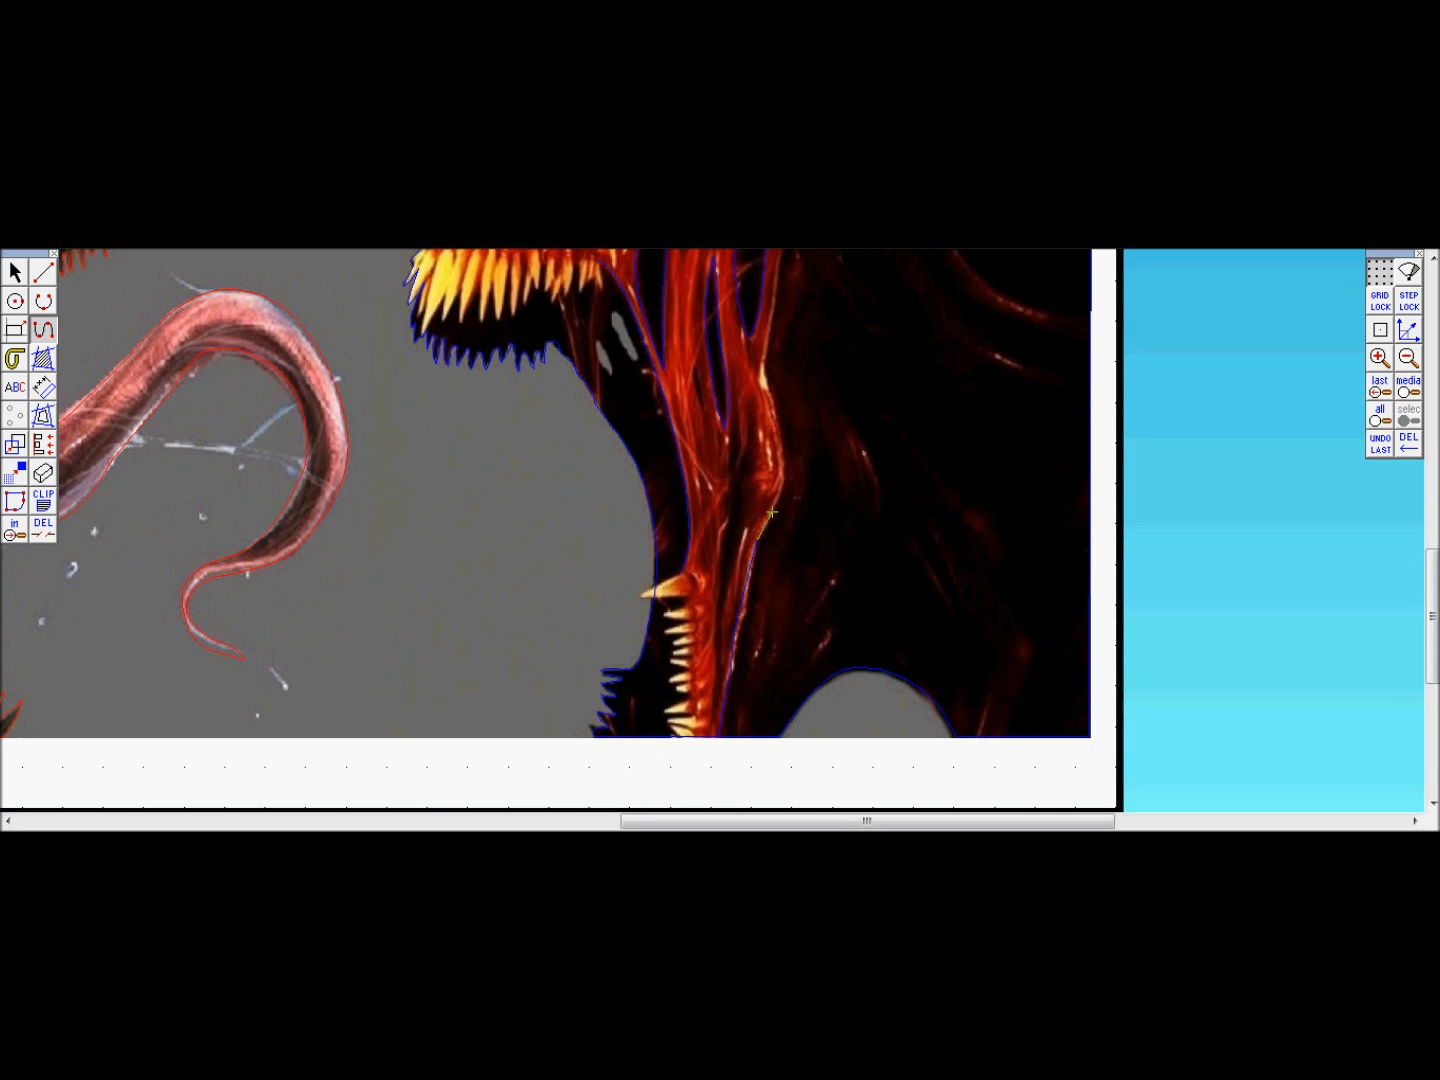 GRID
LOCK
STEP
LOCK
ABC
last
media
all
selec
UNDO
LAST
DEL
CLIP
in
DEL